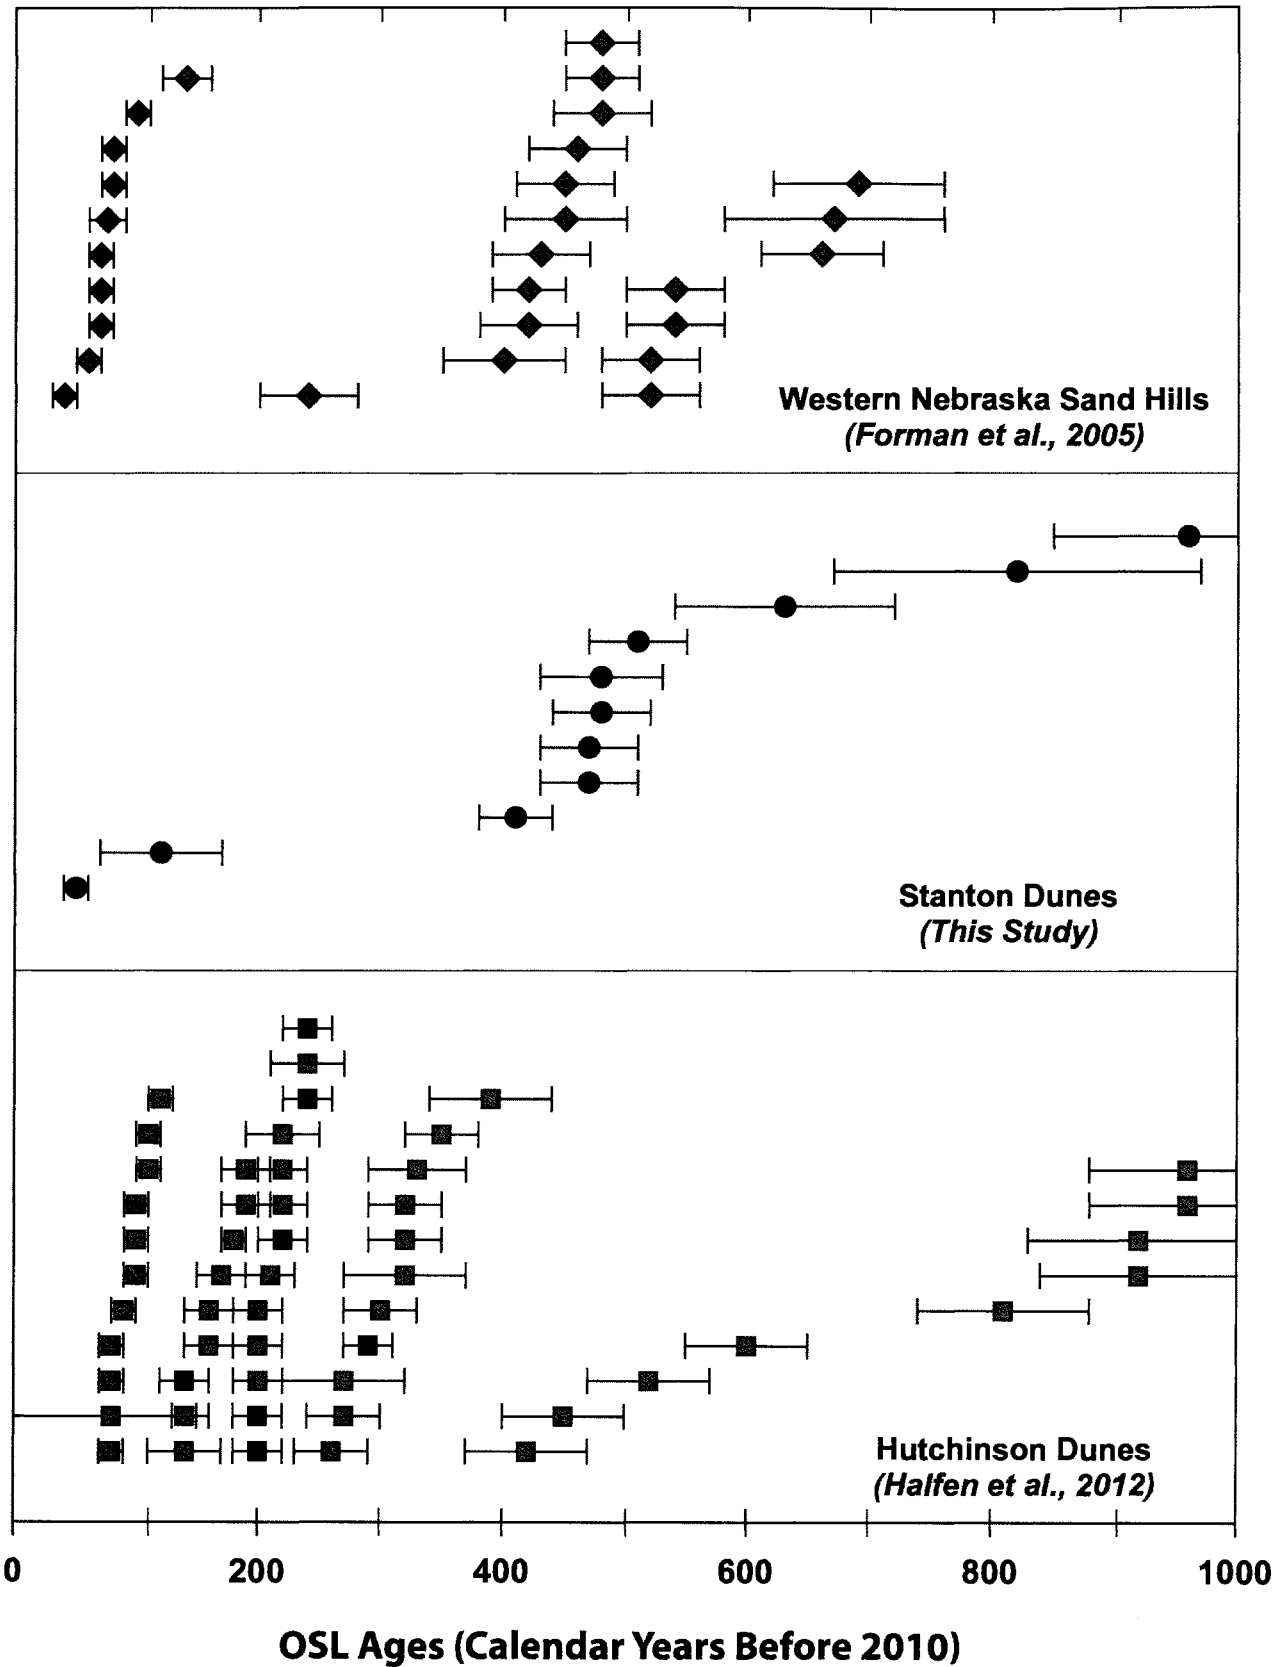 Western Nebraska Sand Hills
(Forman et al., 2005)
Stanton Dunes
(This Study)
Hutchinson Dunes
(Halfen et al., 2012)
0 200 400 600 800 1000
OSL Ages (Calendar Years Before 2010)